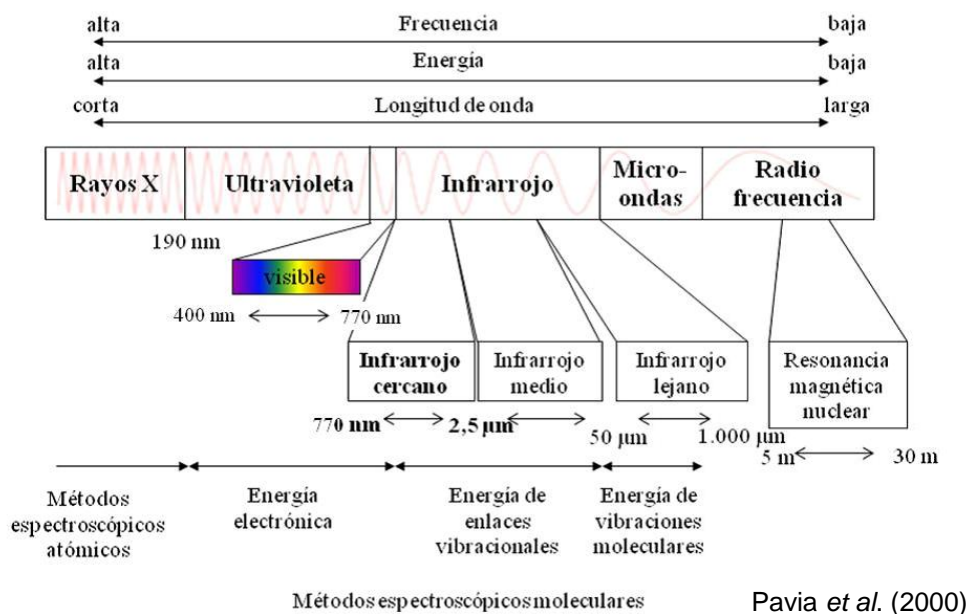 alta Frecuencia baja
alta Energía baja
corta Longitud de onda larga
Rayos X Ultravioleta Infrarrojo Micro- Radio
ondas frecuencia
190 nm
visible
400 nm 770 nm
Infrarrojo Infrarrojo Infrarrojo Resonancia
cercano medio lejano magnética
nuclear
770 nm 2,5 µm 50 µm 1.000 µm
5 m 30 m
Métodos
espectroscópicos
atómicos
Energía
electrónica
Energía de
enlaces
vibracionales
Energía de
vibraciones
moleculares
Métodos espectroscópicos moleculares
Pavia et al. (2000)